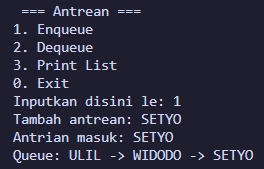 === Antrean ===
1. Enqueue
2. Dequeue
3. Print List
0. Exit
Inputkan disini le: 1
Tambah antrean: SETYO
Antrian masuk: SETYO
Queue: ULIL -> WIDODO -> SETYO